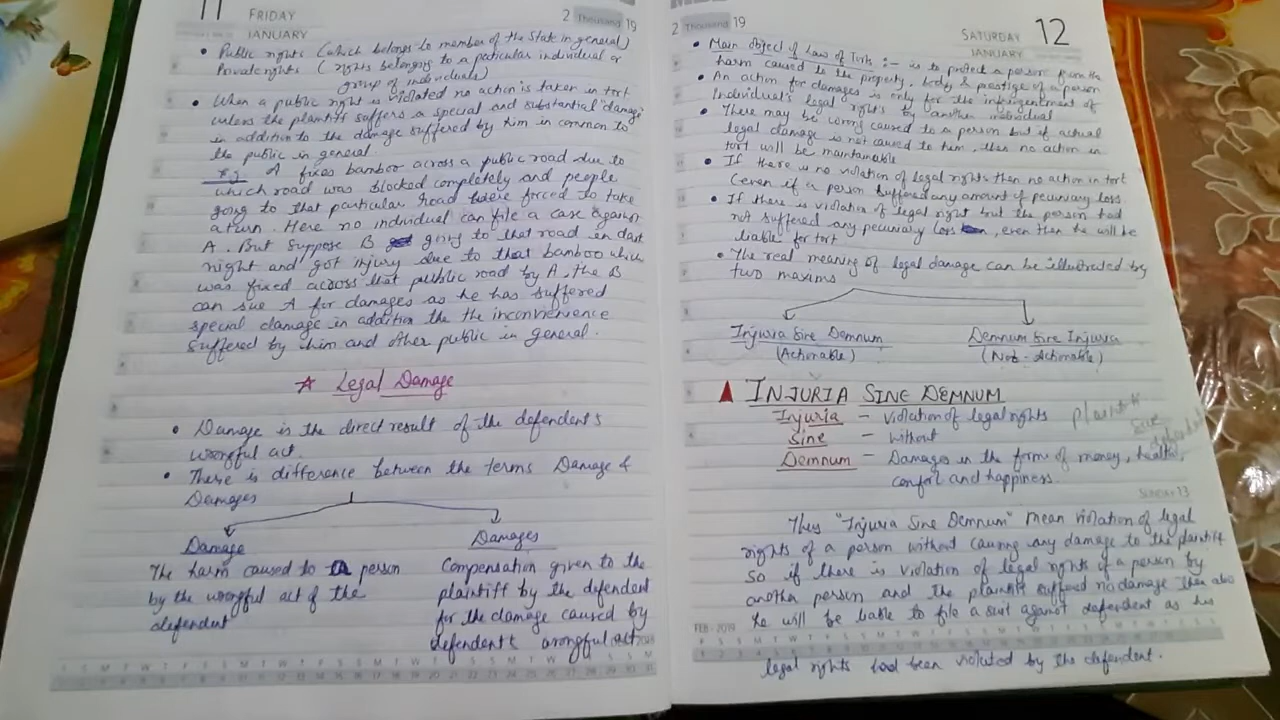 11 FRIDAY 2 Thousand 19
JANUARY
• Public rights (which belongs to member of the State in general)
Private rights ( rights belonging to a particular individual or
group of individuals)
• When a public right is violated no action is taken in tort
unless the plaintiff suffers a special and substantial damage
in addition to the damage suffered by him in common to
the public in general.
A fixes bamboo across a public road due to
which road was blocked completely and people
going to that particular road were forced to take
a turn. Here no individual can file a case against
A. But suppose B going to that road in dark
night and got injury due to that bamboo which
was fixed across that public road by A, the B
can sue A for damages as he has suffered
special damage in addition the the inconvinience
suffered by him and other public in general.
☆ Legal Damage
• Damage is the direct result of the defendent's
wrongful act.
• There is difference between the terms Damage &
Damages
Damage
The harm caused to a person
by the wrongful act of the
defendent
Damages
Compensation given to the
plaintiff by the defendent
for the damage caused by
defendents wrongful act
2 Thousand 19 SATURDAY 12
JANUARY
• Main object of Law of Torts :- is to protect a person from the
harm caused to the property, body & prestige of a person
• An action for damages is only for the infringentment of
Individual's legal rights by another individual
• There may be wrong caused to a person but if actual
legal damage is not caused to him, then no action in
tort will be maintainable
• If there is no violation of legal rights then no action in tort
(even if a person suffered any amount of pecuniary loss
• If there is violation of legal right but the person had
not suffered any pecuniary loss, even then he will be
liable for tort
• The real meaning of legal damage can be illustrated by
two maxims
Injuria Sine Demnum
(Actionable)
Demnum Sine Injuria
(Not-Actionable)
INJURIA SINE DEMNUM
Injuria - violation of legal rights plaintiff
Sine - without
Demnum - Damages in the form of money, health,
comfort and happiness.
SUNDAY 13
They "Injuria Sine Demnum" mean violation of legal
rights of a person without causing any damage to the plaintiff
so if there is violation of legal rights of a person by
another person and the plaintiff suffered no damage then also
he will be liable to file a suit against defendent as his
FEB - 2019
legal rights had been violated by the defendent.